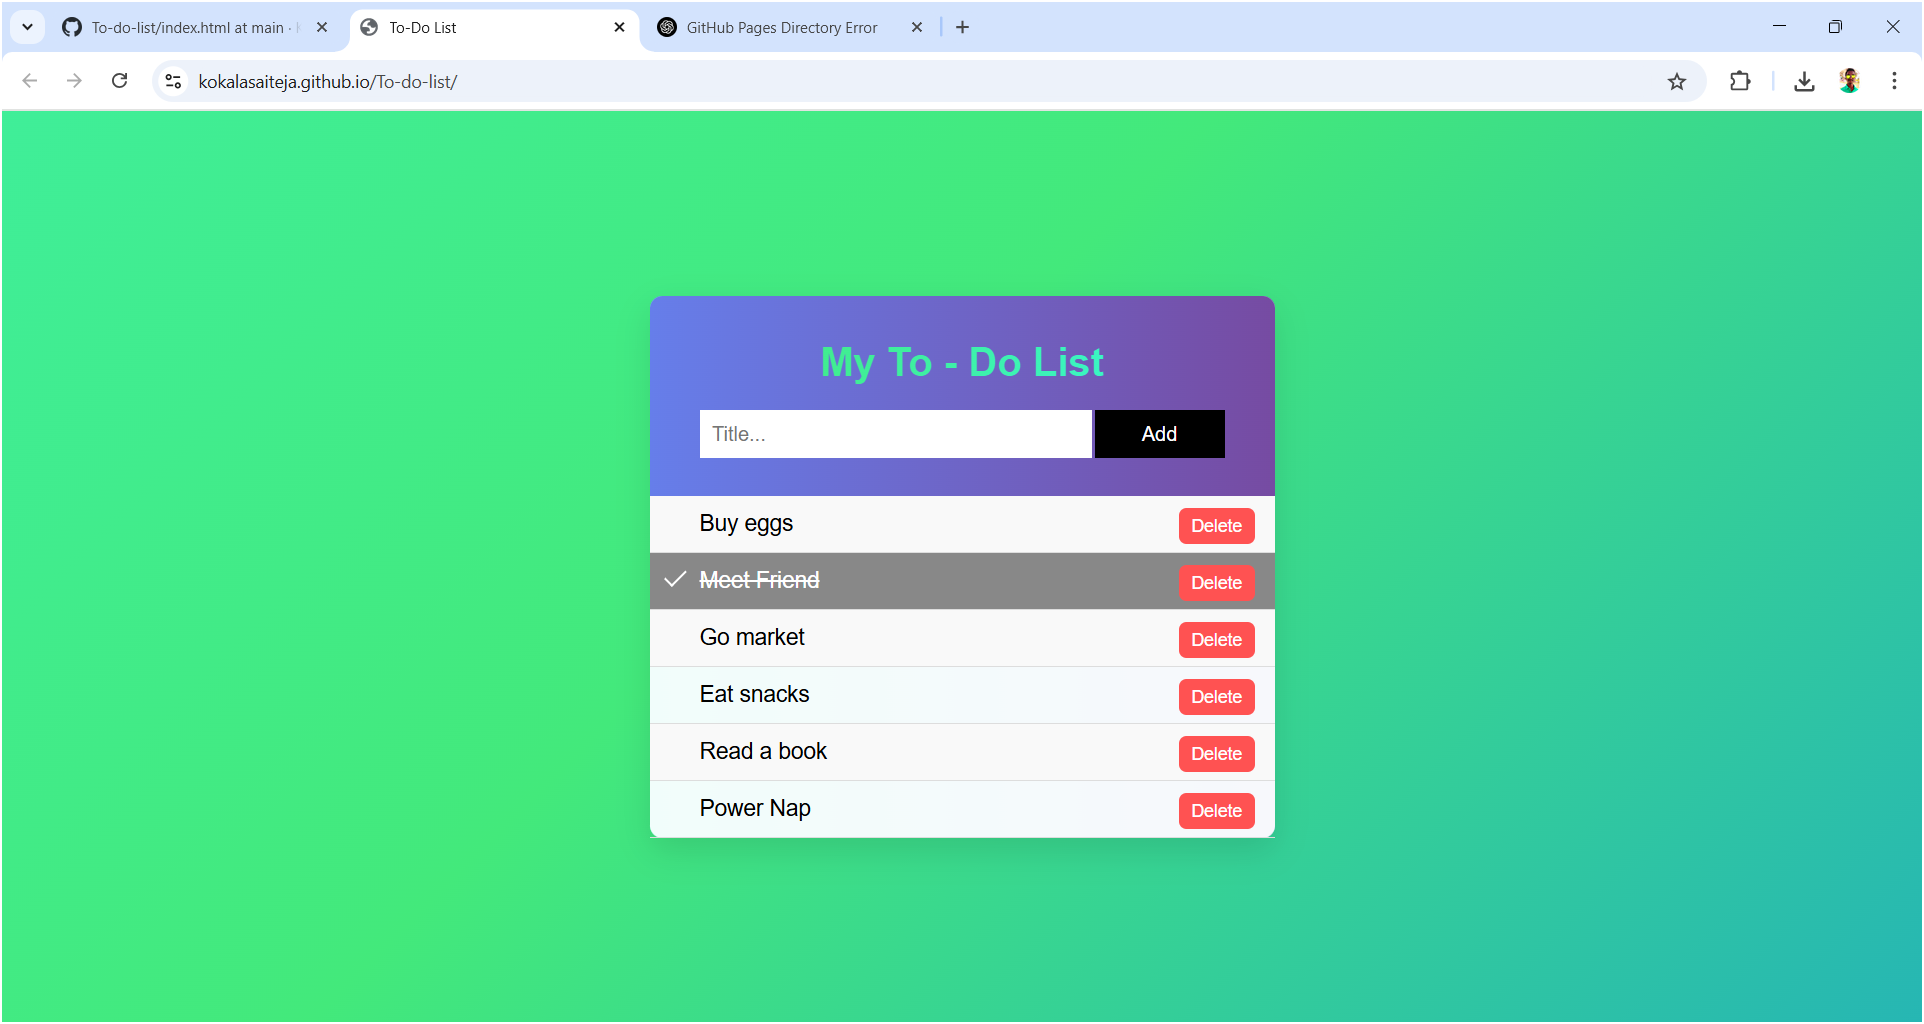 To-do-list/index.html at main ·
To-Do List
GitHub Pages Directory Error
kokalasaiteja.github.io/To-do-list/
My To - Do List
Title...
Add
Buy eggs
Delete
Meet Friend
Delete
Go market
Delete
Eat snacks
Delete
Read a book
Delete
Power Nap
Delete